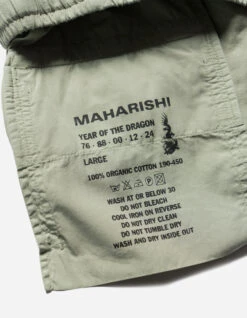 MAHARISHI
YEAR OF THE DRAGON
76 - 88 - 00 - 12 - 24
LARGE
100% ORGANIC COTTON 190-450
WASH AT OR BELOW 30
DO NOT BLEACH
COOL IRON ON REVERSE
DO NOT DRY CLEAN
DO NOT TUMBLE DRY
WASH AND DRY INSIDE OUT